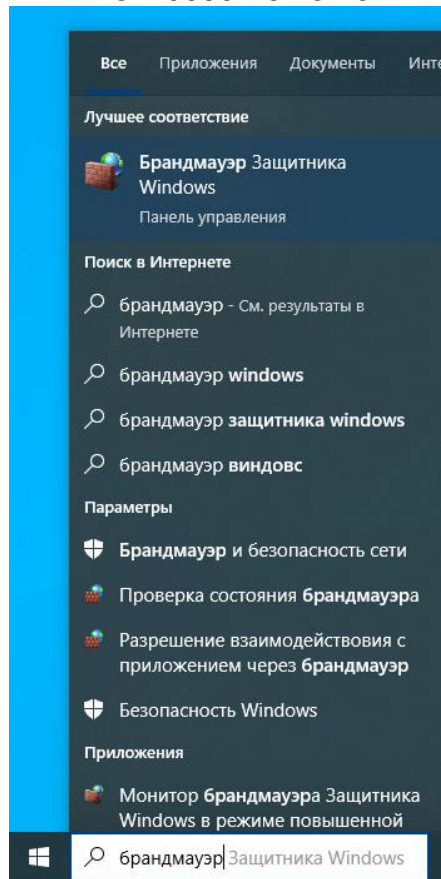 Все Приложения Документы Инте
Лучшее соответствие
Брандмауэр Защитника
Windows
Панель управления
Поиск в Интернете
брандмауэр - См. результаты в
Интернете
брандмауэр windows
брандмауэр защитника windows
брандмауэр виндовс
Параметры
Брандмауэр и безопасность сети
Проверка состояния брандмауэра
Разрешение взаимодействовия с
приложением через брандмауэр
Безопасность Windows
Приложения
Монитор брандмауэра Защитника
Windows в режиме повышенной
брандмауэр Защитника Windows